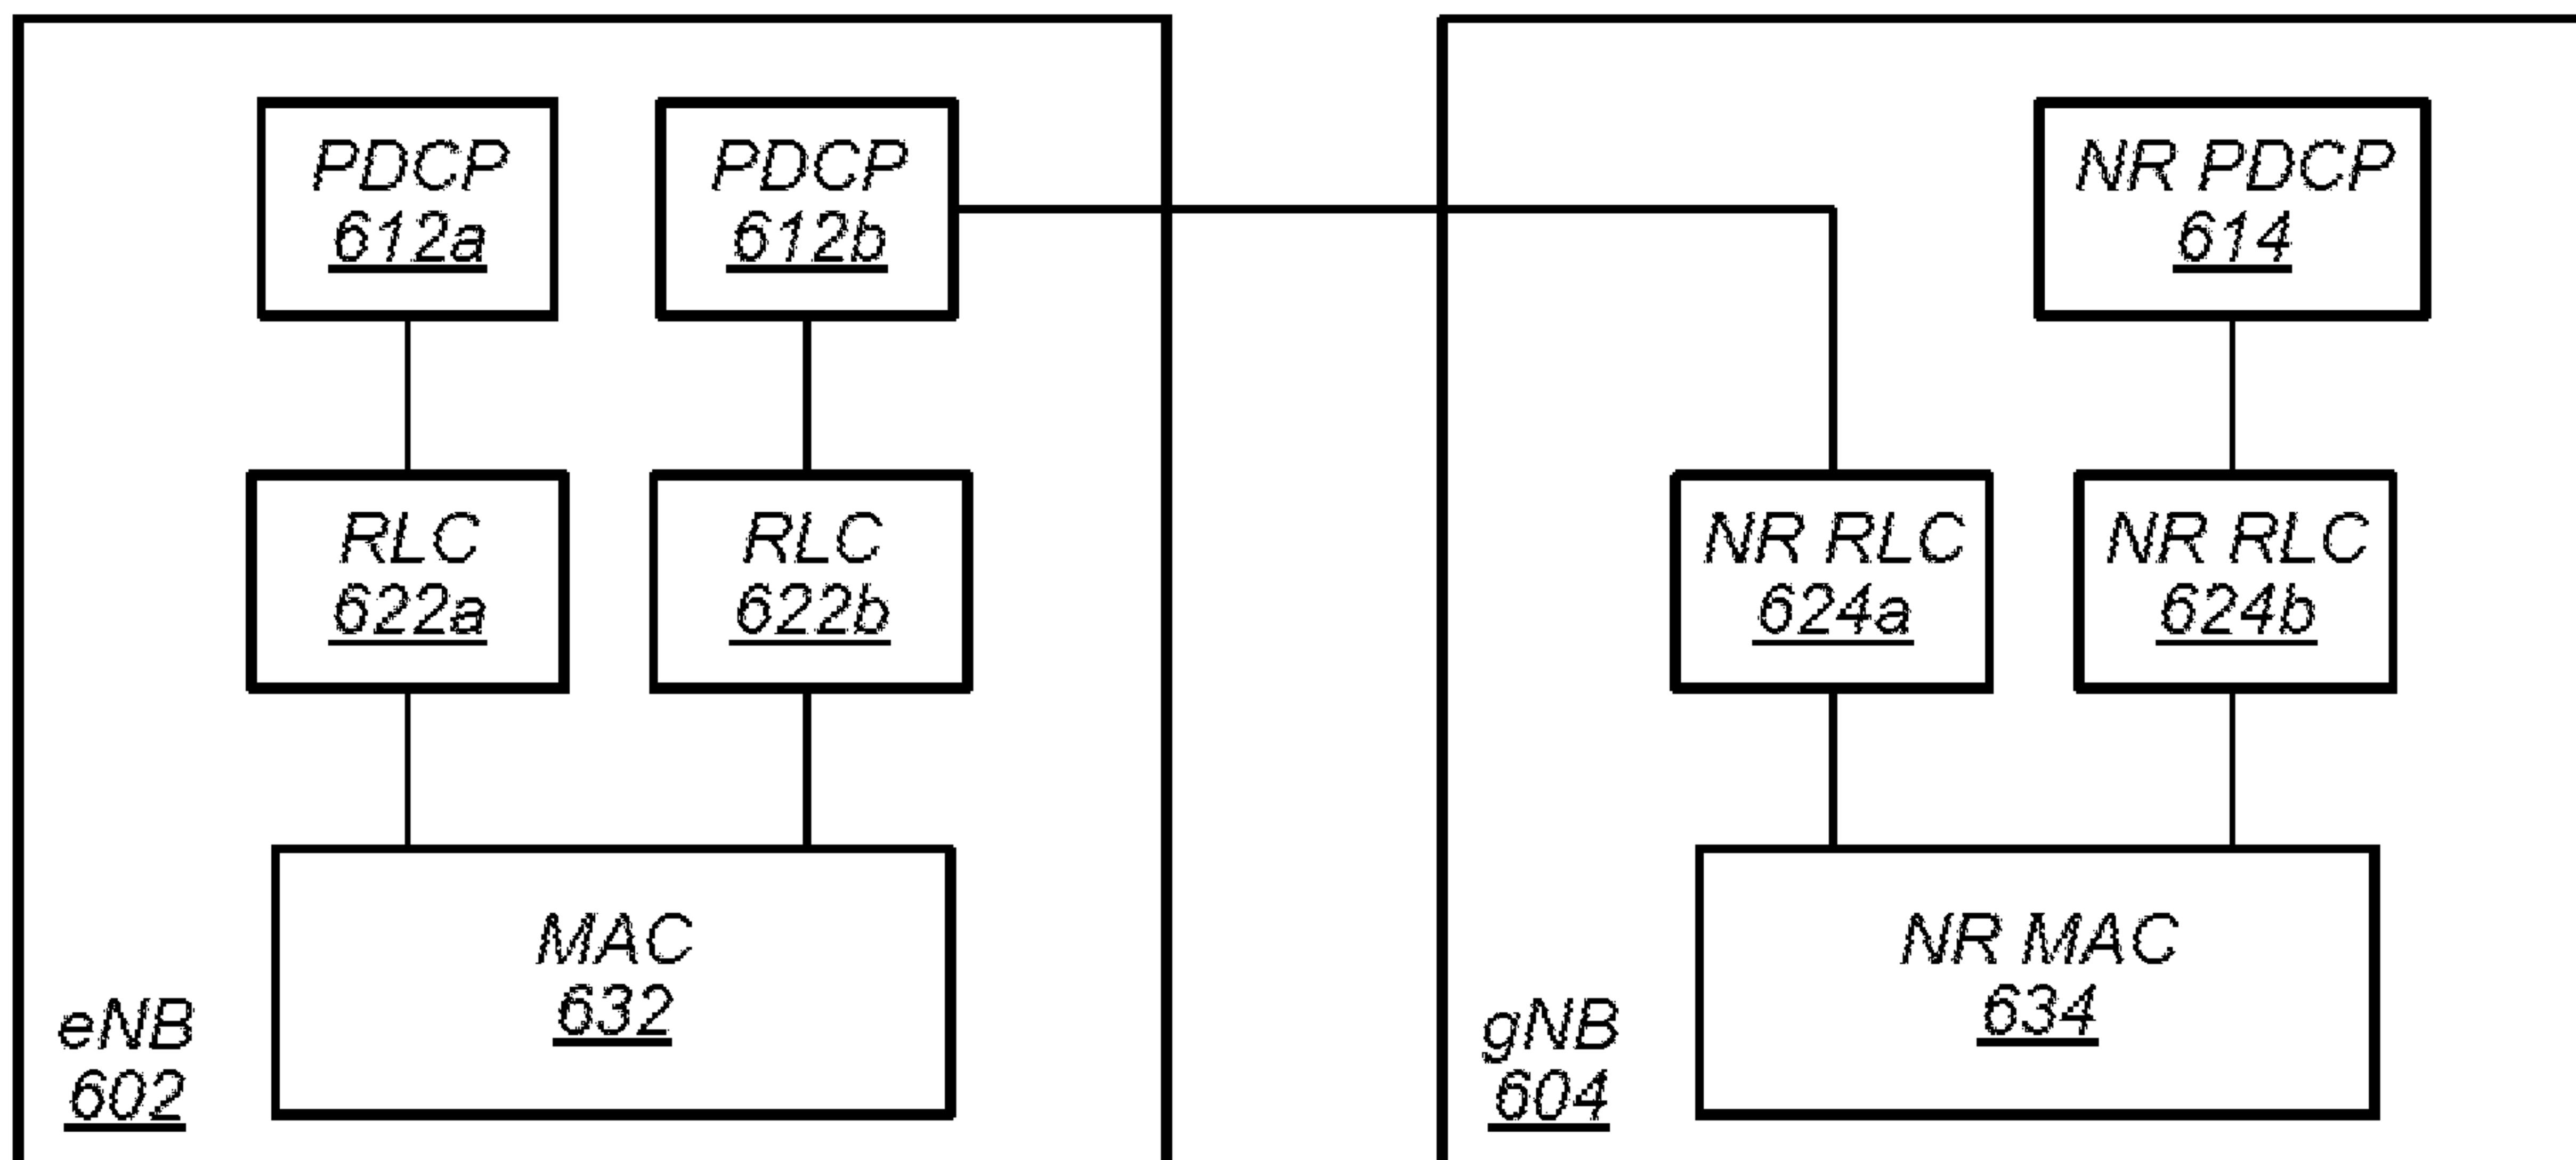 PDCP
612a
PDCP
612b
NR PDCP
614
RLC
622a
RLC
622b
NR RLC
624a
NR RLC
624b
MAC
632
NR MAC
634
eNB
602
gNB
604